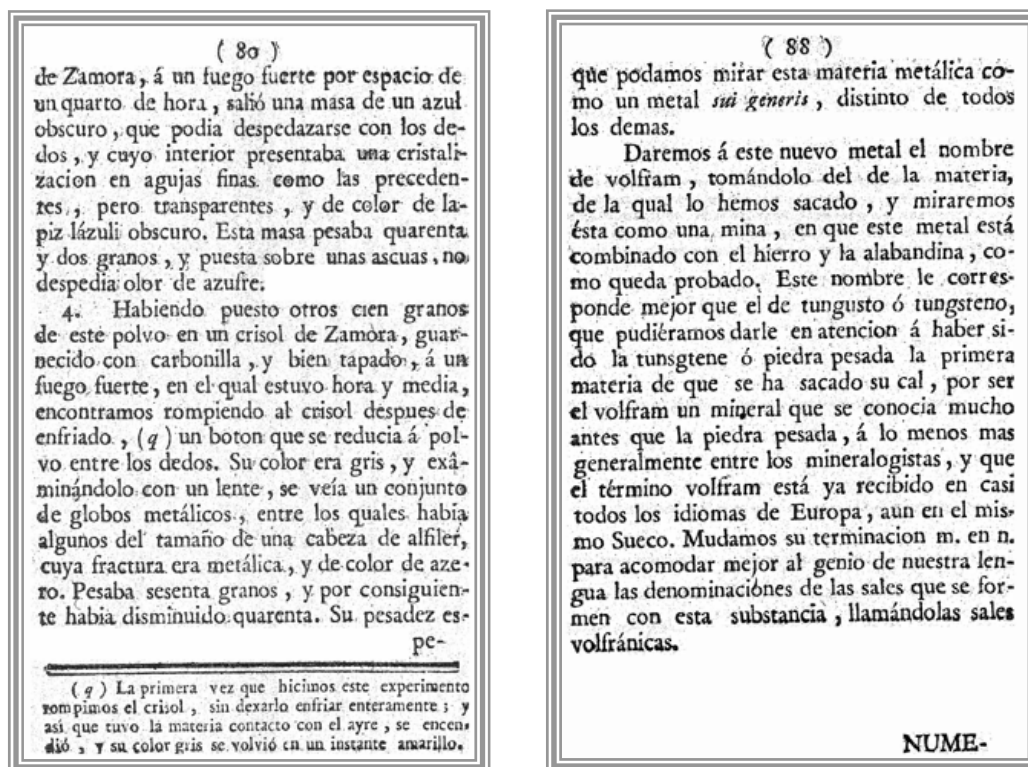 ( 80 )
de Zamora, á un fuego fuerte por espacio de
un quarto de hora, salió una masa de un azul
obscuro, que podia despedazarse con los de-
dos, y cuyo interior presentaba una cristali-
zacion en agujas finas como las preceden-
tes, pero transparentes, y de color de la-
piz lázuli obscuro. Esta masa pesaba quarenta
y dos granos, y puesta sobre unas ascuas, no
despedia olor de azufre.
4. Habiendo puesto otros cien granos
de este polvo en un crisol de Zamora, guar-
necido con carbonilla, y bien tapado, á un
fuego fuerte, en el qual estuvo hora y media,
encontramos rompiendo al crisol despues de
enfriado, (q) un boton que se reducia á pol-
vo entre los dedos. Su color era gris, y exâ-
minándolo con un lente, se veía un conjunto
de globos metálicos, entre los quales habia
algunos del tamaño de una cabeza de alfiler,
cuya fractura era metálica, y de color de aze-
ro. Pesaba sesenta granos, y por consiguien-
te habia disminuido quarenta. Su pesadez es-
pe-
(q) La primera vez que hicimos este experimento
rompimos el crisol, sin dexarlo enfriar enteramente; y
así que tuvo la materia contacto con el ayre, se encen-
dió, y su color gris se volvió en un instante amarillo.
( 88 )
que podamos mirar esta materia metálica co-
mo un metal sui generis, distinto de todos
los demas.
Daremos á este nuevo metal el nombre
de volfram, tomándolo del de la materia,
de la qual lo hemos sacado, y miraremos
ésta como una mina, en que este metal está
combinado con el hierro y la alabandina, co-
mo queda probado. Este nombre le corres-
ponde mejor que el de tungusto ó tungsteno,
que pudiéramos darle en atencion á haber si-
do la tunsgtene ó piedra pesada la primera
materia de que se ha sacado su cal, por ser
el volfram un mineral que se conocia mucho
antes que la piedra pesada, á lo menos mas
generalmente entre los mineralogistas, y que
el término volfram está ya recibido en casi
todos los idiomas de Europa, aun en el mis-
mo Sueco. Mudamos su terminacion m. en n.
para acomodar mejor al genio de nuestra len-
gua las denominaciónes de las sales que se for-
men con esta substancia, llamándolas sales
volfránicas.
NUME-